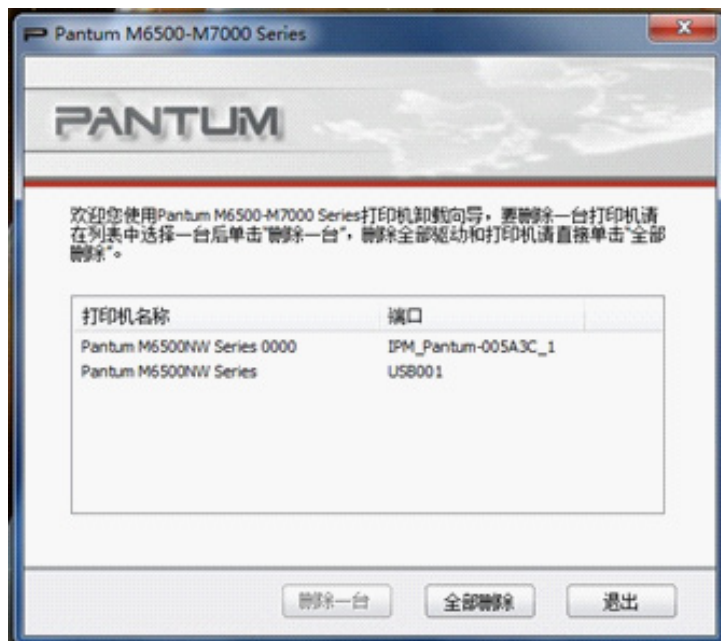 Pantum M6500-M7000 Series
PANTUM
欢迎您使用Pantum M6500-M7000 Series打印机卸载向导，要删除一台打印机请
在列表中选择一台后单击“删除一台”，删除全部驱动和打印机请直接单击“全部
删除”。
打印机名称 端口
Pantum M6500NW Series 0000 IPM_Pantum-005A3C_1
Pantum M6500NW Series USB001
删除一台 全部删除 退出